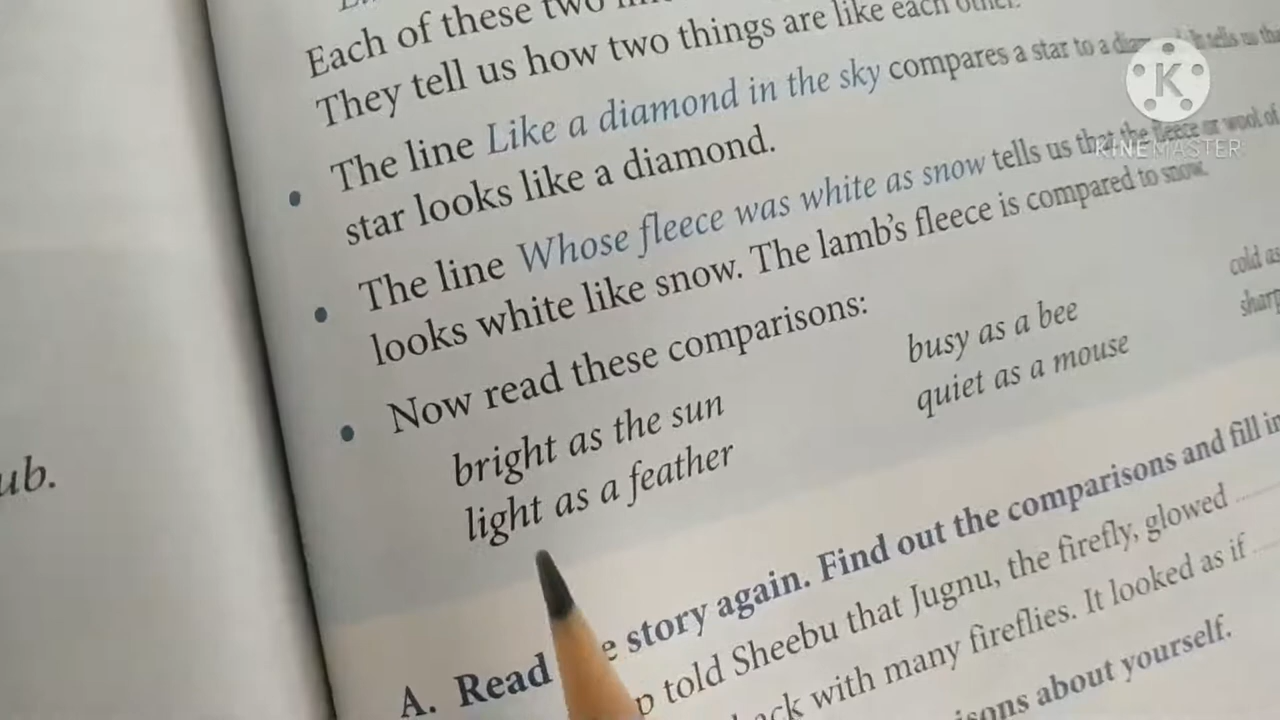 Each of these two
They tell us how two things are like each other.
The line Like a diamond in the sky compares a star to a diamond. It tells us
star looks like a diamond.
The line Whose fleece was white as snow tells us that the fleece or wool of
looks white like snow. The lamb's fleece is compared to snow.
Now read these comparisons:
bright as the sun busy as a bee cold as
light as a feather quiet as a mouse sharp
ub.
A. Read story again. Find out the comparisons and fill in
told Sheebu that Jugnu, the firefly, glowed
with many fireflies. It looked as if
about yourself.
K
KINEMASTER